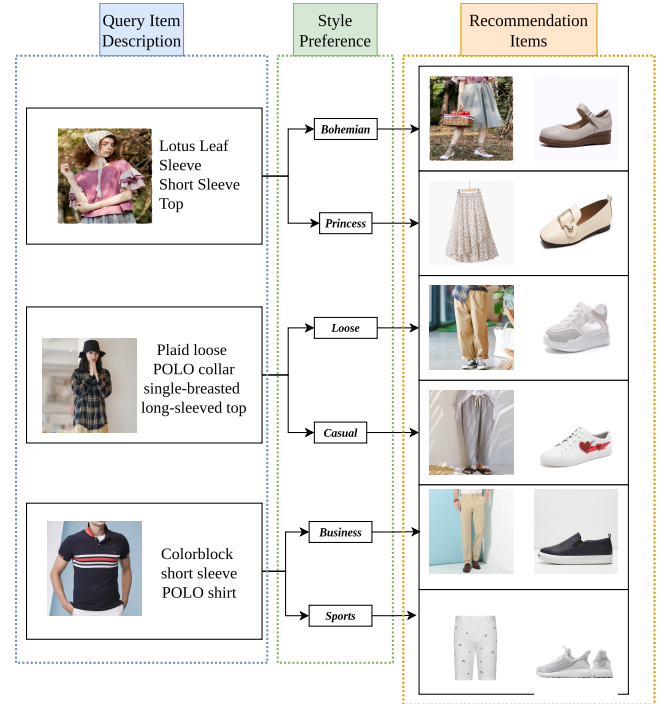 Query Item
Description
Style
Preference
Recommendation
Items
Lotus Leaf
Sleeve
Short Sleeve
Top
Bohemian
Princess
Plaid loose
POLO collar
single-breasted
long-sleeved top
Loose
Casual
Colorblock
short sleeve
POLO shirt
Business
Sports